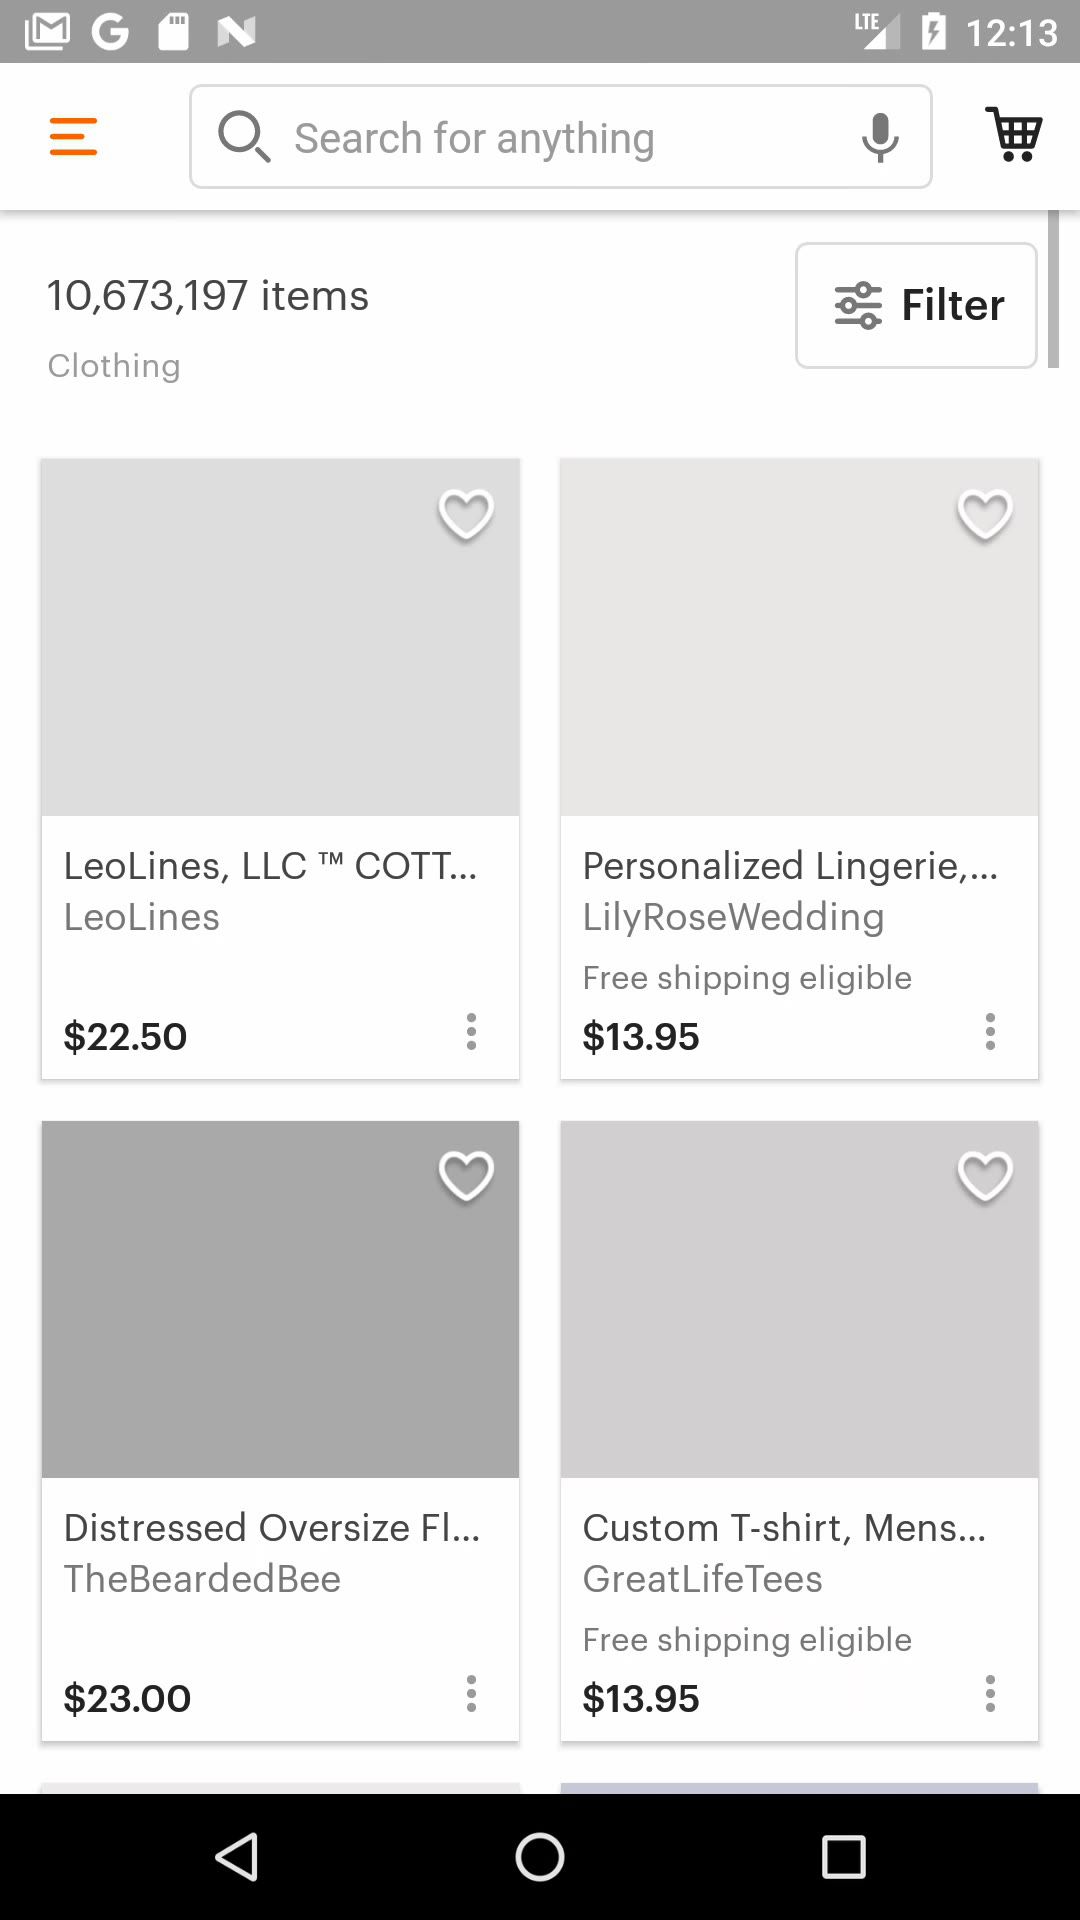 LTE 12:13
Search for anything
10,673,197 items
Filter
Clothing
LeoLines, LLC ™ COTT...
LeoLines
$22.50
Personalized Lingerie,...
LilyRoseWedding
Free shipping eligible
$13.95
Distressed Oversize Fl...
TheBeardedBee
$23.00
Custom T-shirt, Mens...
GreatLifeTees
Free shipping eligible
$13.95